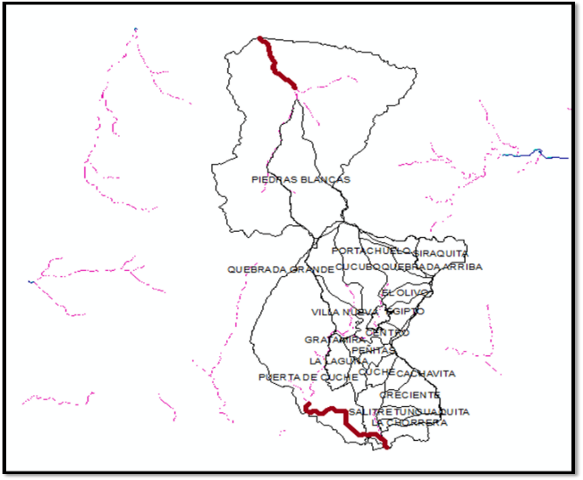 PIEDRAS BLANCAS
PORTACHUELO SIRAQUITA
QUEBRADA GRANDE CUCUBO QUEBRADA ARRIBA
EL OLIVO
VILLA NUEVA EGIPTO
CENTRO
GRATAMIRA
PEÑITAS
LA LAGUNA
PUERTA DE CUCHE CUCHE CACHAVITA
CRECIENTE
SALITRE TUNGUAQUITA
LA CHORRERA